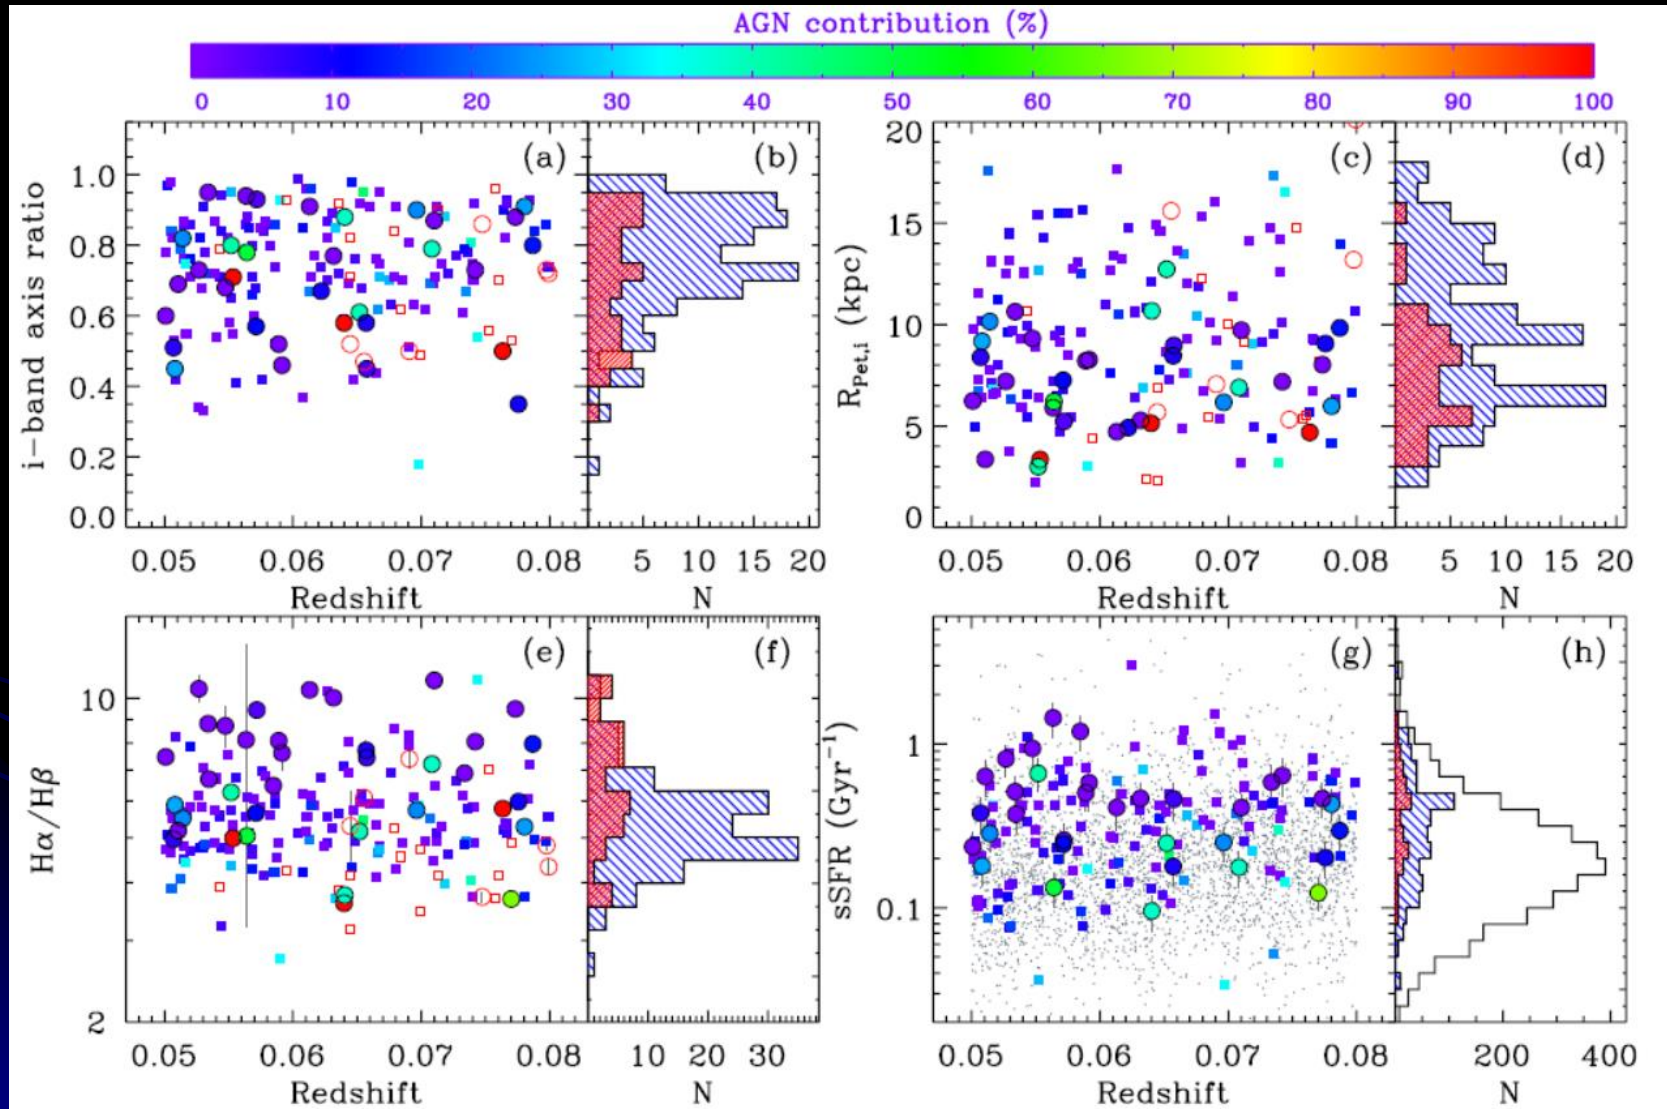 AGN contribution (%)
0 10 20 30 40 50 60 70 80 90 100
i-band axis ratio
1.0
0.8
0.6
0.4
0.2
0.0
(a)
0.05 0.06 0.07 0.08
Redshift
(b)
5 10 15 20
N
R_Pet,i (kpc)
20
15
10
5
0
(c)
0.05 0.06 0.07 0.08
Redshift
(d)
5 10 15 20
N
Hα/Hβ
10
2
(e)
0.05 0.06 0.07 0.08
Redshift
(f)
10 20 30
N
sSFR (Gyr⁻¹)
1
0.1
(g)
0.05 0.06 0.07 0.08
Redshift
(h)
200 400
N